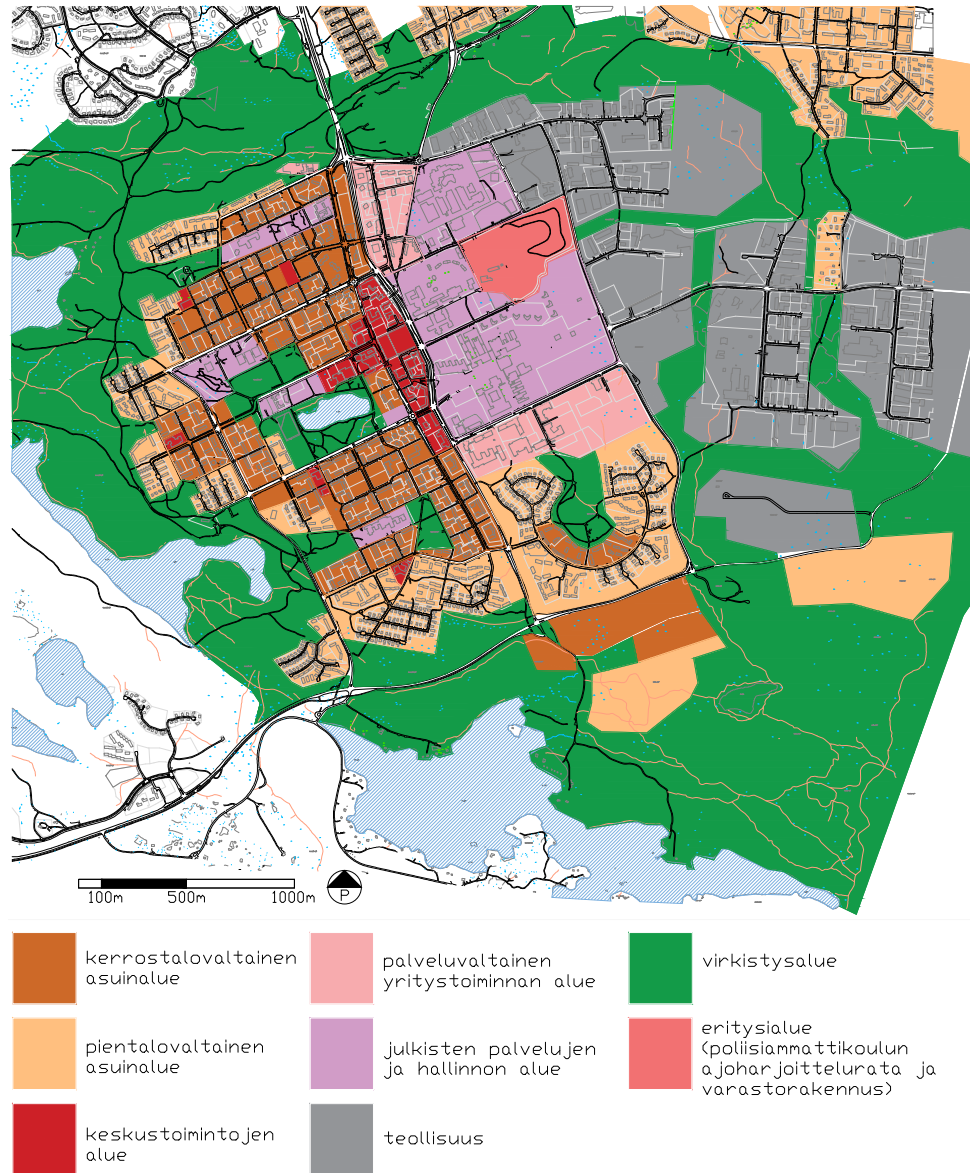 100m
500m
1000m
P
kerrostalovaltainen
asuinalue
pientalovaltainen
asuinalue
keskustoimintojen
alue
palveluvaltainen
yritystoiminnan alue
julkisten palvelujen
ja hallinnon alue
teollisuus
virkistysalue
eritysialue
(poliisiammattikoulun
ajoharjoittelurata ja
varastorakennus)